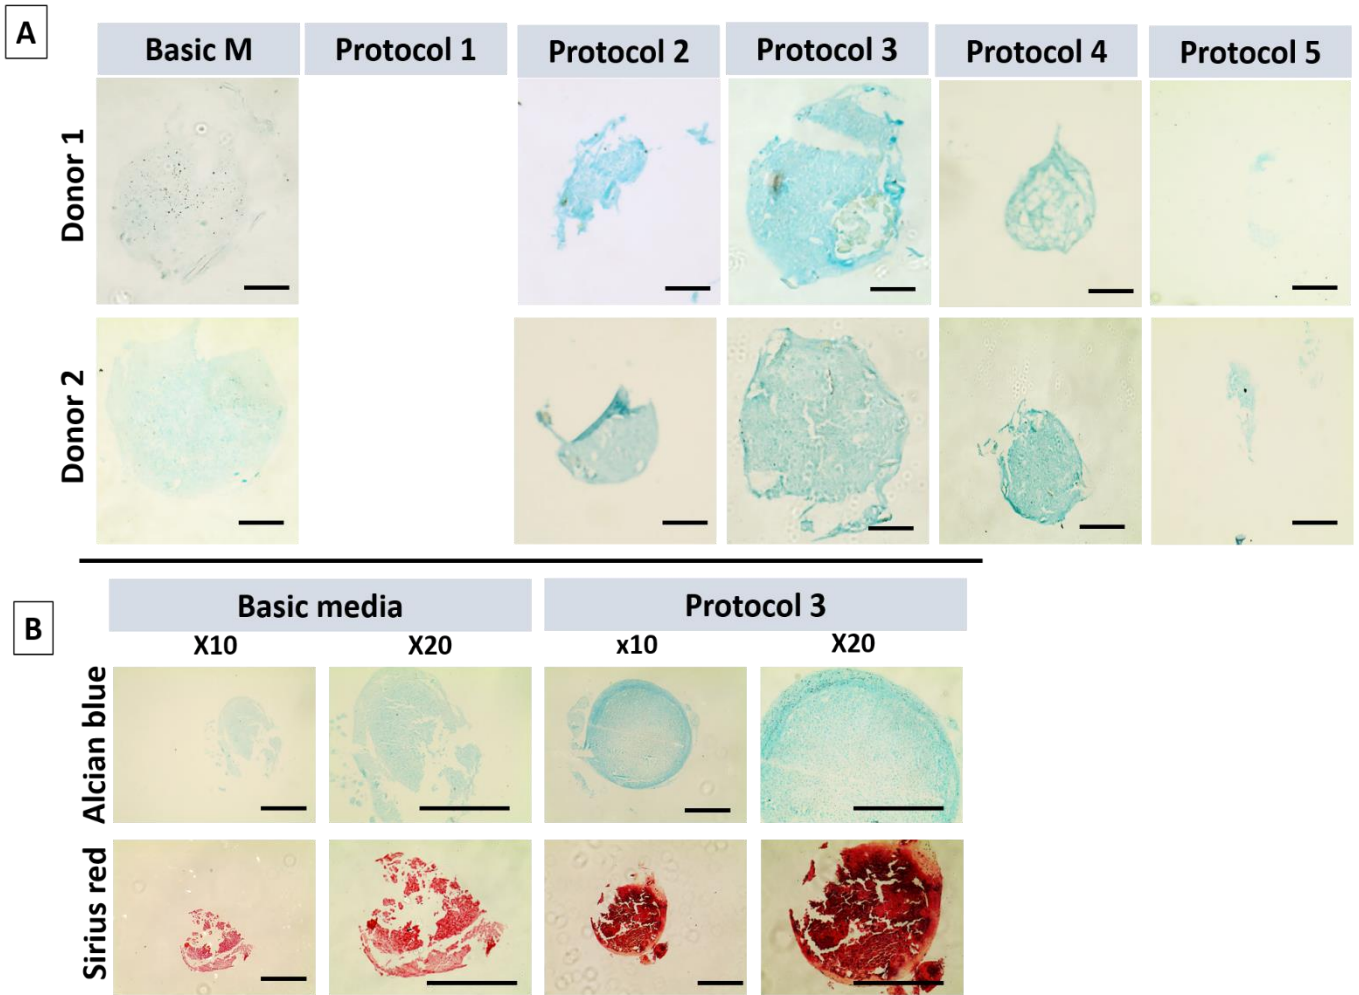 A
Basic M
Protocol 1
Protocol 2
Protocol 3
Protocol 4
Protocol 5
Donor 1
Donor 2
B
Basic media
Protocol 3
X10
X20
x10
X20
Alcian blue
Sirius red